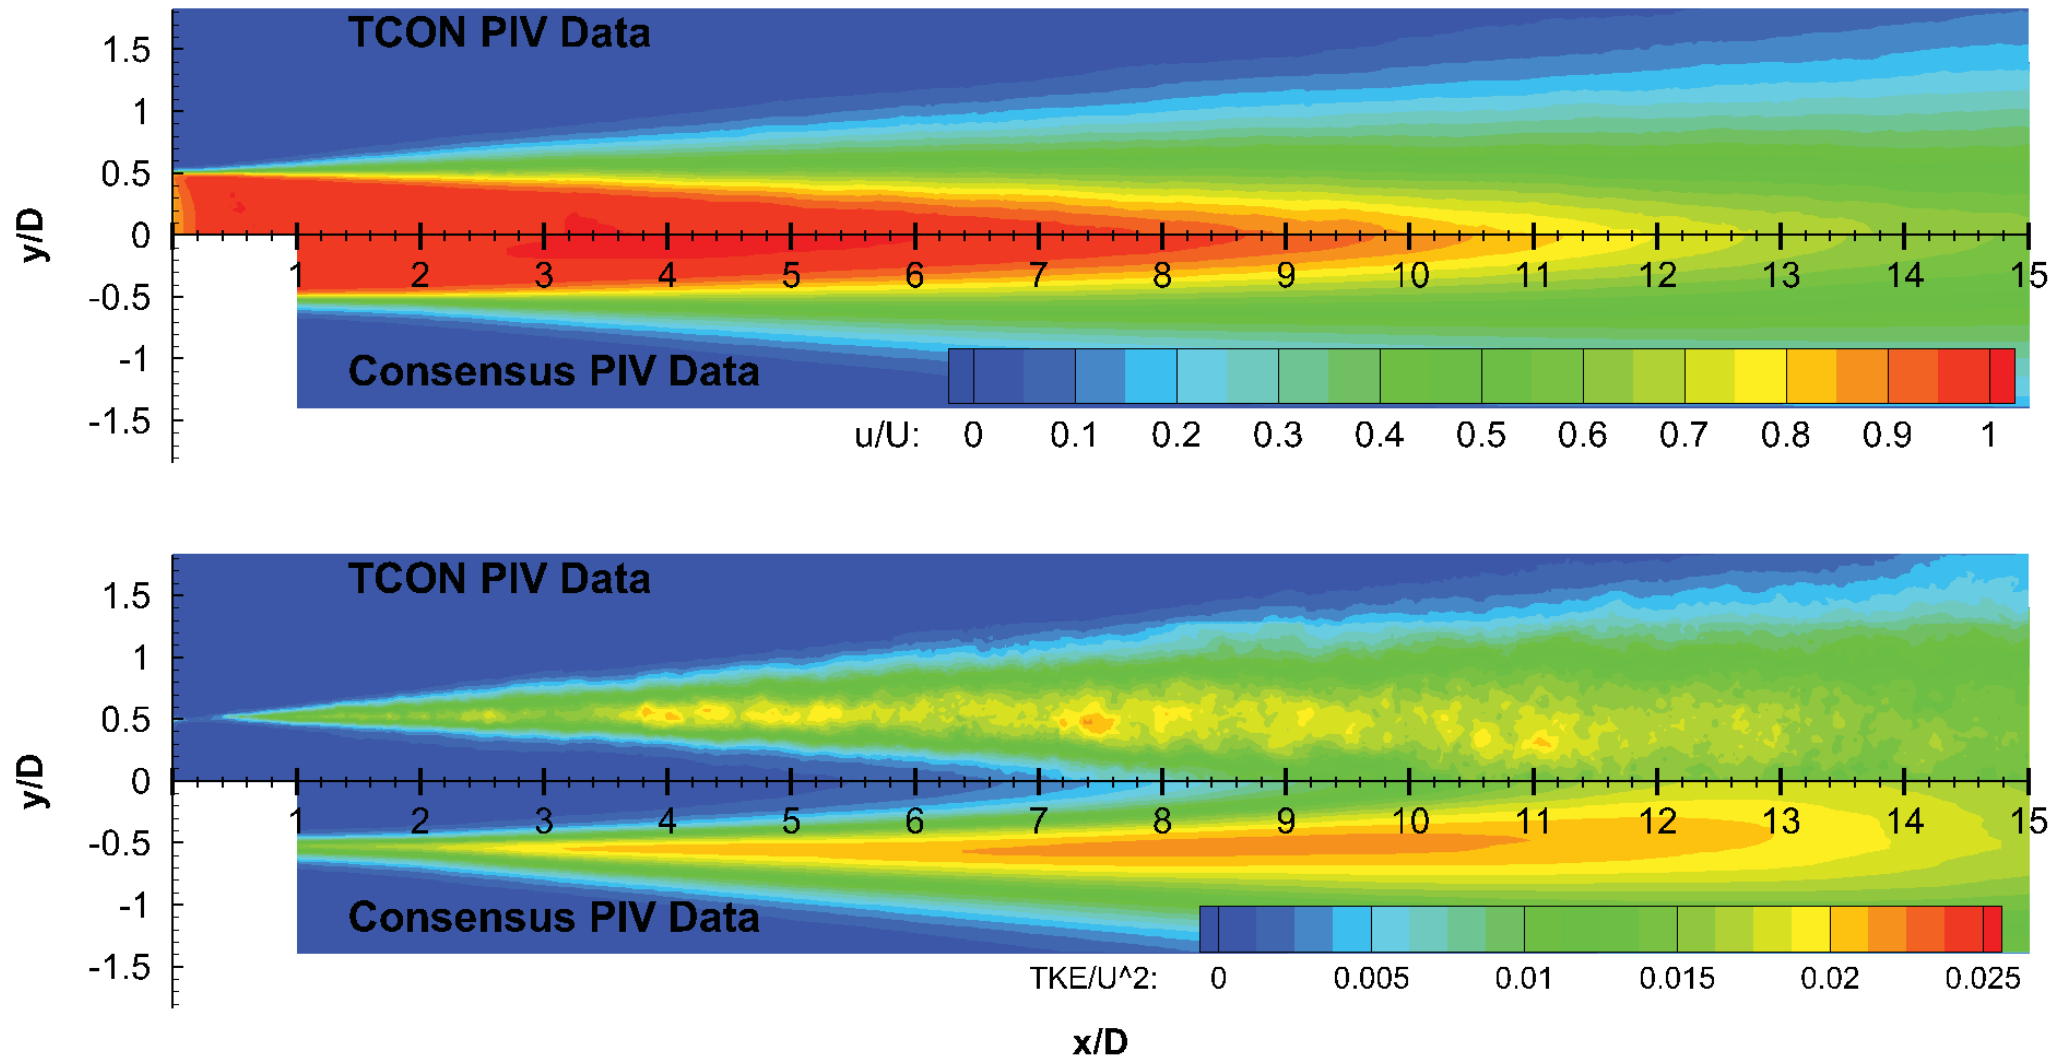 TCON PIV Data
1.5
1
0.5
0
-0.5
-1
-1.5
y/D
1 2 3 4 5 6 7 8 9 10 11 12 13 14 15
Consensus PIV Data
u/U: 0 0.1 0.2 0.3 0.4 0.5 0.6 0.7 0.8 0.9 1
TCON PIV Data
1.5
1
0.5
0
-0.5
-1
-1.5
y/D
1 2 3 4 5 6 7 8 9 10 11 12 13 14 15
Consensus PIV Data
TKE/U^2: 0 0.005 0.01 0.015 0.02 0.025
x/D